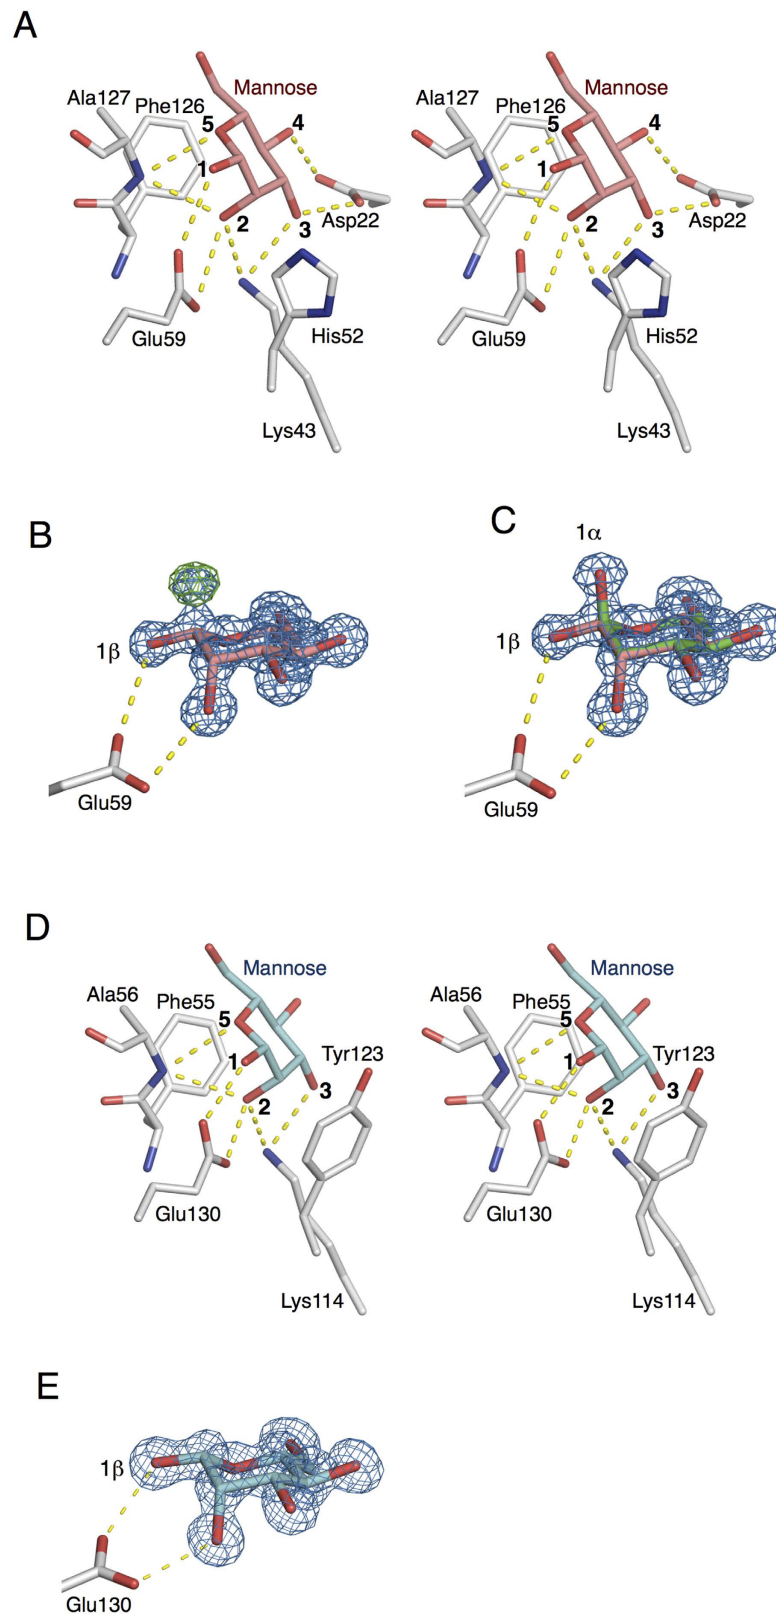 A
Mannose
Mannose
Ala127
Phe126
Ala127
Phe126
5
4
5
4
1
1
2
3
Asp22
2
3
Asp22
Glu59
His52
Glu59
His52
Lys43
Lys43
B
C
1α
1β
1β
Glu59
Glu59
D
Mannose
Mannose
Ala56
Phe55
Ala56
Phe55
5
5
Tyr123
Tyr123
1
1
2
3
2
3
Glu130
Glu130
Lys114
Lys114
E
1β
Glu130